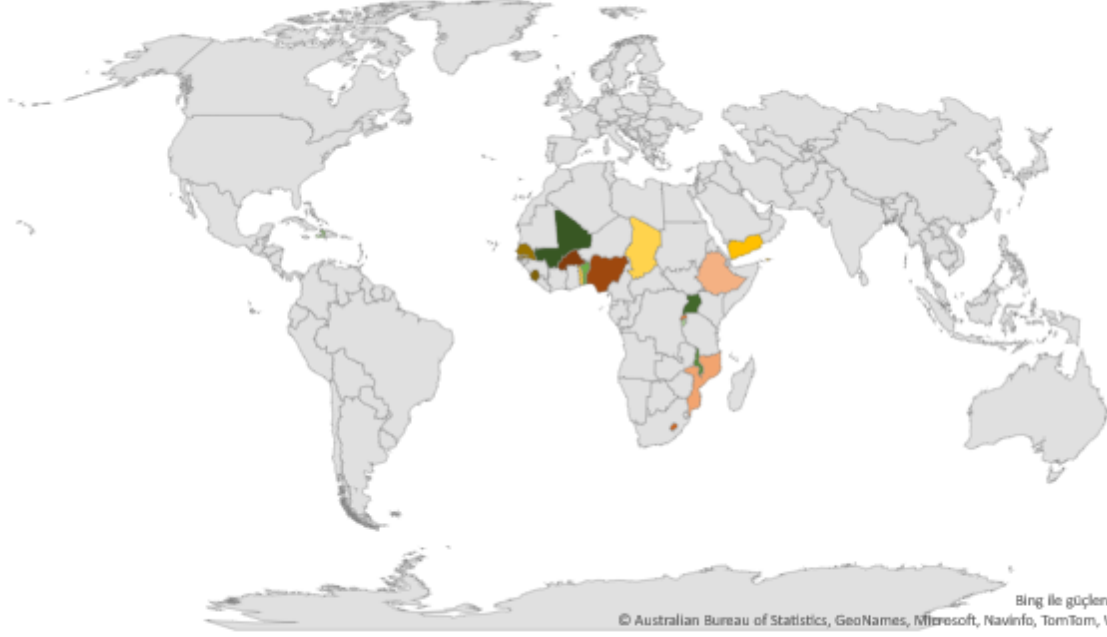 Bing ile güçlen
© Australian Bureau of Statistics, GeoNames, Microsoft, Navinfo, TomTom,